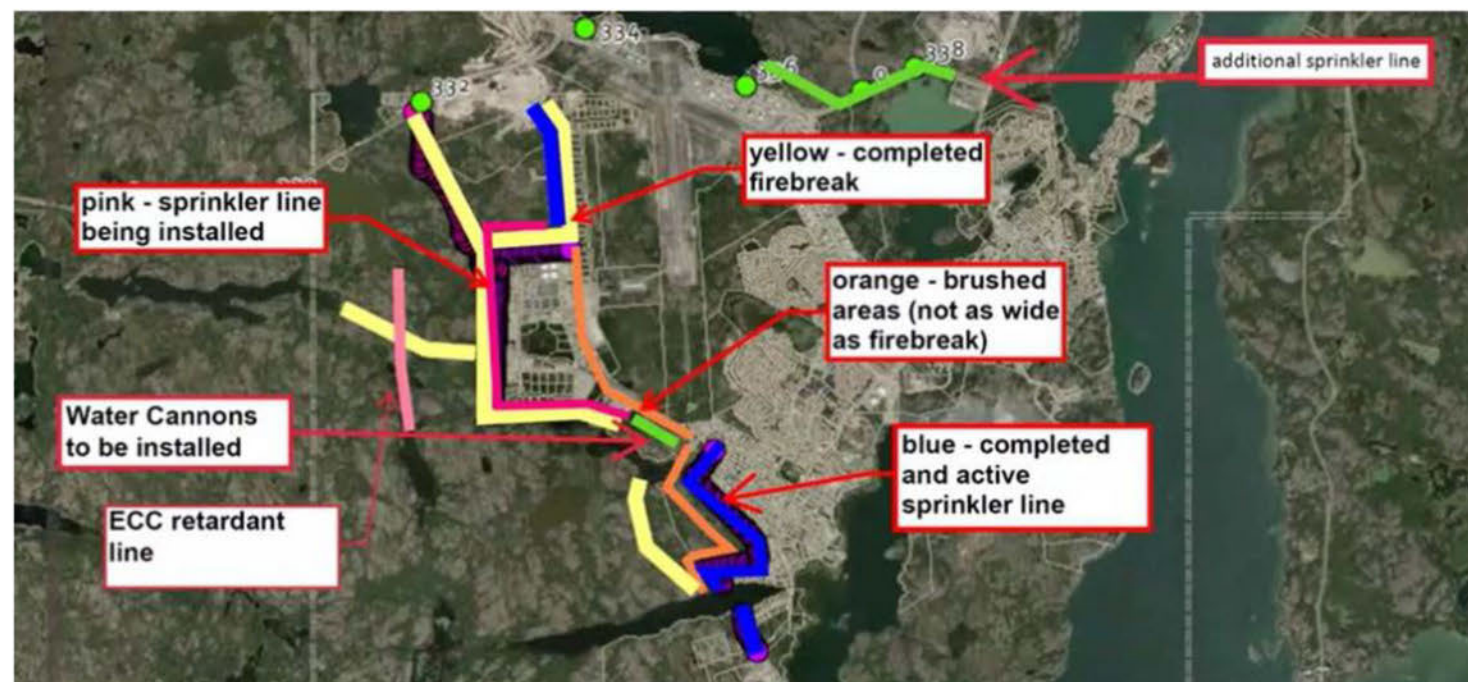 334
338
332
additional sprinkler line
yellow - completed
firebreak
pink - sprinkler line
being installed
orange - brushed
areas (not as wide
as firebreak)
Water Cannons
to be installed
blue - completed
and active
sprinkler line
ECC retardant
line